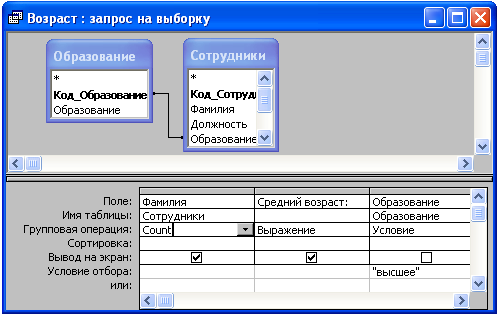 Возраст : запрос на выборку
Образование
*
Код_Образование
Образование
Сотрудники
*
Код_Сотруд
Фамилия
Должность
Образование
Поле: Фамилия Средний возраст: Образование
Имя таблицы: Сотрудники Образование
Групповая операция: Count Выражение Условие
Сортировка:
Вывод на экран:
Условие отбора: "высшее"
или: